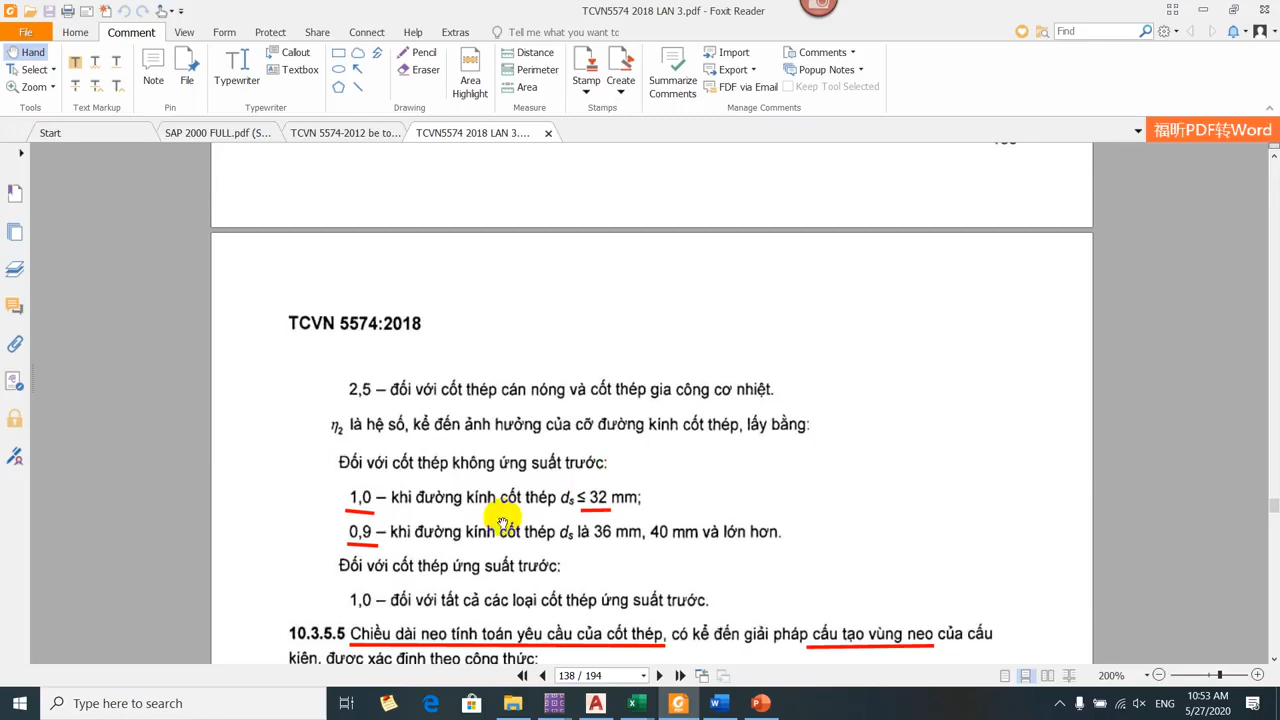 TCVN5574 2018 LAN 3.pdf - Foxit Reader
File Home Comment View Form Protect Share Connect Help Extras Tell me what you want to do... Find
Hand
Select
Zoom
Tools
Text Markup
Note
File
Pin
Typewriter
Callout
Textbox
Typewriter
Pencil
Eraser
Drawing
Area Highlight
Distance
Perimeter
Area
Measure
Stamp
Create
Stamps
Summarize Comments
Import
Export
FDF via Email
Comments
Popup Notes
Keep Tool Selected
Manage Comments
Start SAP 2000 FULL.pdf (S... TCVN 5574-2012 be to... TCVN5574 2018 LAN 3.... 福昕PDF转Word
TCVN 5574:2018
2,5 – đối với cốt thép cán nóng và cốt thép gia công cơ nhiệt.
η2 là hệ số, kể đến ảnh hưởng của cỡ đường kính cốt thép, lấy bằng:
Đối với cốt thép không ứng suất trước:
1,0 – khi đường kính cốt thép ds ≤ 32 mm;
0,9 – khi đường kính cốt thép ds là 36 mm, 40 mm và lớn hơn.
Đối với cốt thép ứng suất trước:
1,0 – đối với tất cả các loại cốt thép ứng suất trước.
10.3.5.5 Chiều dài neo tính toán yêu cầu của cốt thép, có kể đến giải pháp cấu tạo vùng neo của cấu
kiện, được xác định theo công thức:
138 / 194 200%
Type here to search
ENG 10:53 AM
5/27/2020